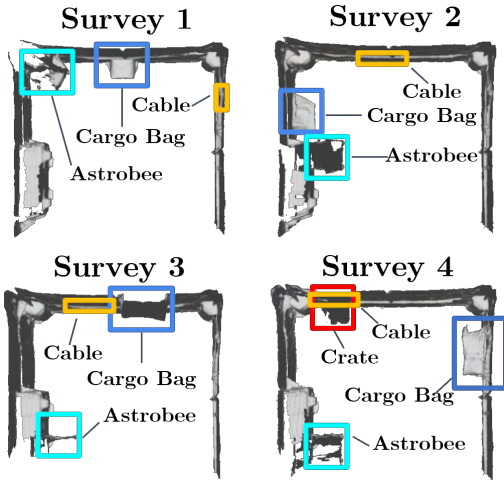 Survey 1
Cable
Cargo Bag
Astrobee
Survey 2
Cable
Cargo Bag
Astrobee
Survey 3
Cable
Cargo Bag
Astrobee
Survey 4
Cable
Crate
Cargo Bag
Astrobee